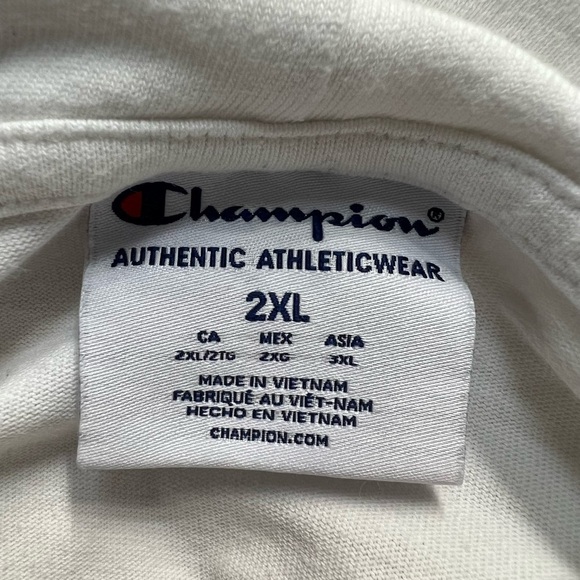 Champion®
AUTHENTIC ATHLETICWEAR
2XL
CA MEX ASIA
2XL/2TG 2XG 3XL
MADE IN VIETNAM
FABRIQUÉ AU VIÊT-NAM
HECHO EN VIETNAM
CHAMPION.COM